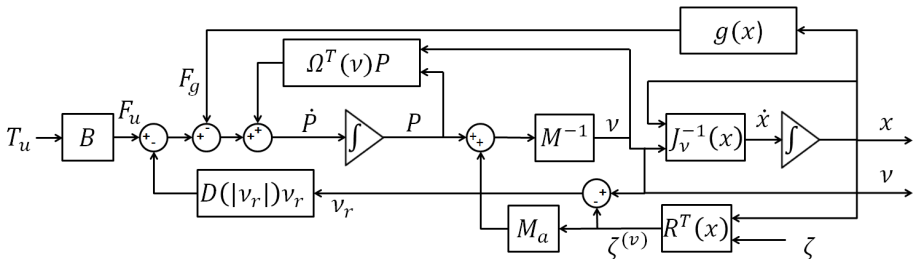 g(x)
Ω^T(ν)P
F_g
F_u
T_u
B
+
-
-
+
+
+
Ṗ
∫
P
+
+
M^{-1}
ν
J_ν^{-1}(x)
ẋ
∫
x
D(|ν_r|)ν_r
ν_r
+
-
ν
M_a
ζ^{(v)}
R^T(x)
ζ